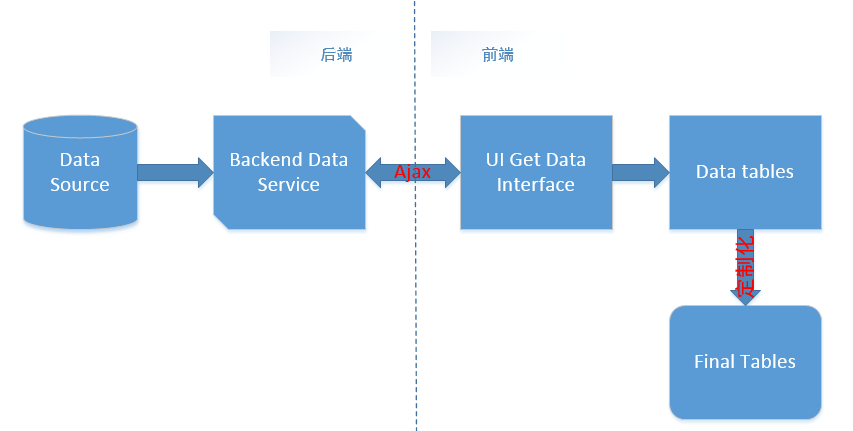 后端
前端
Data
Source
Backend Data
Service
Ajax
UI Get Data
Interface
Data tables
定制化
Final Tables